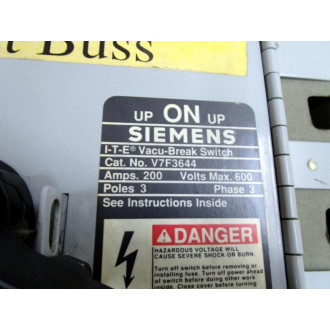 t Buss
UP ON UP
SIEMENS
I-T-E® Vacu-Break Switch
Cat. No. V7F3644
Amps. 200 Volts Max. 600
Poles 3 Phase 3
See Instructions Inside
DANGER
HAZARDOUS VOLTAGE WILL
CAUSE SEVERE SHOCK OR BURN.
Turn off switch before removing or
installing fuse. Turn off power ahead
of switch before doing other work
inside. Close cover before turning